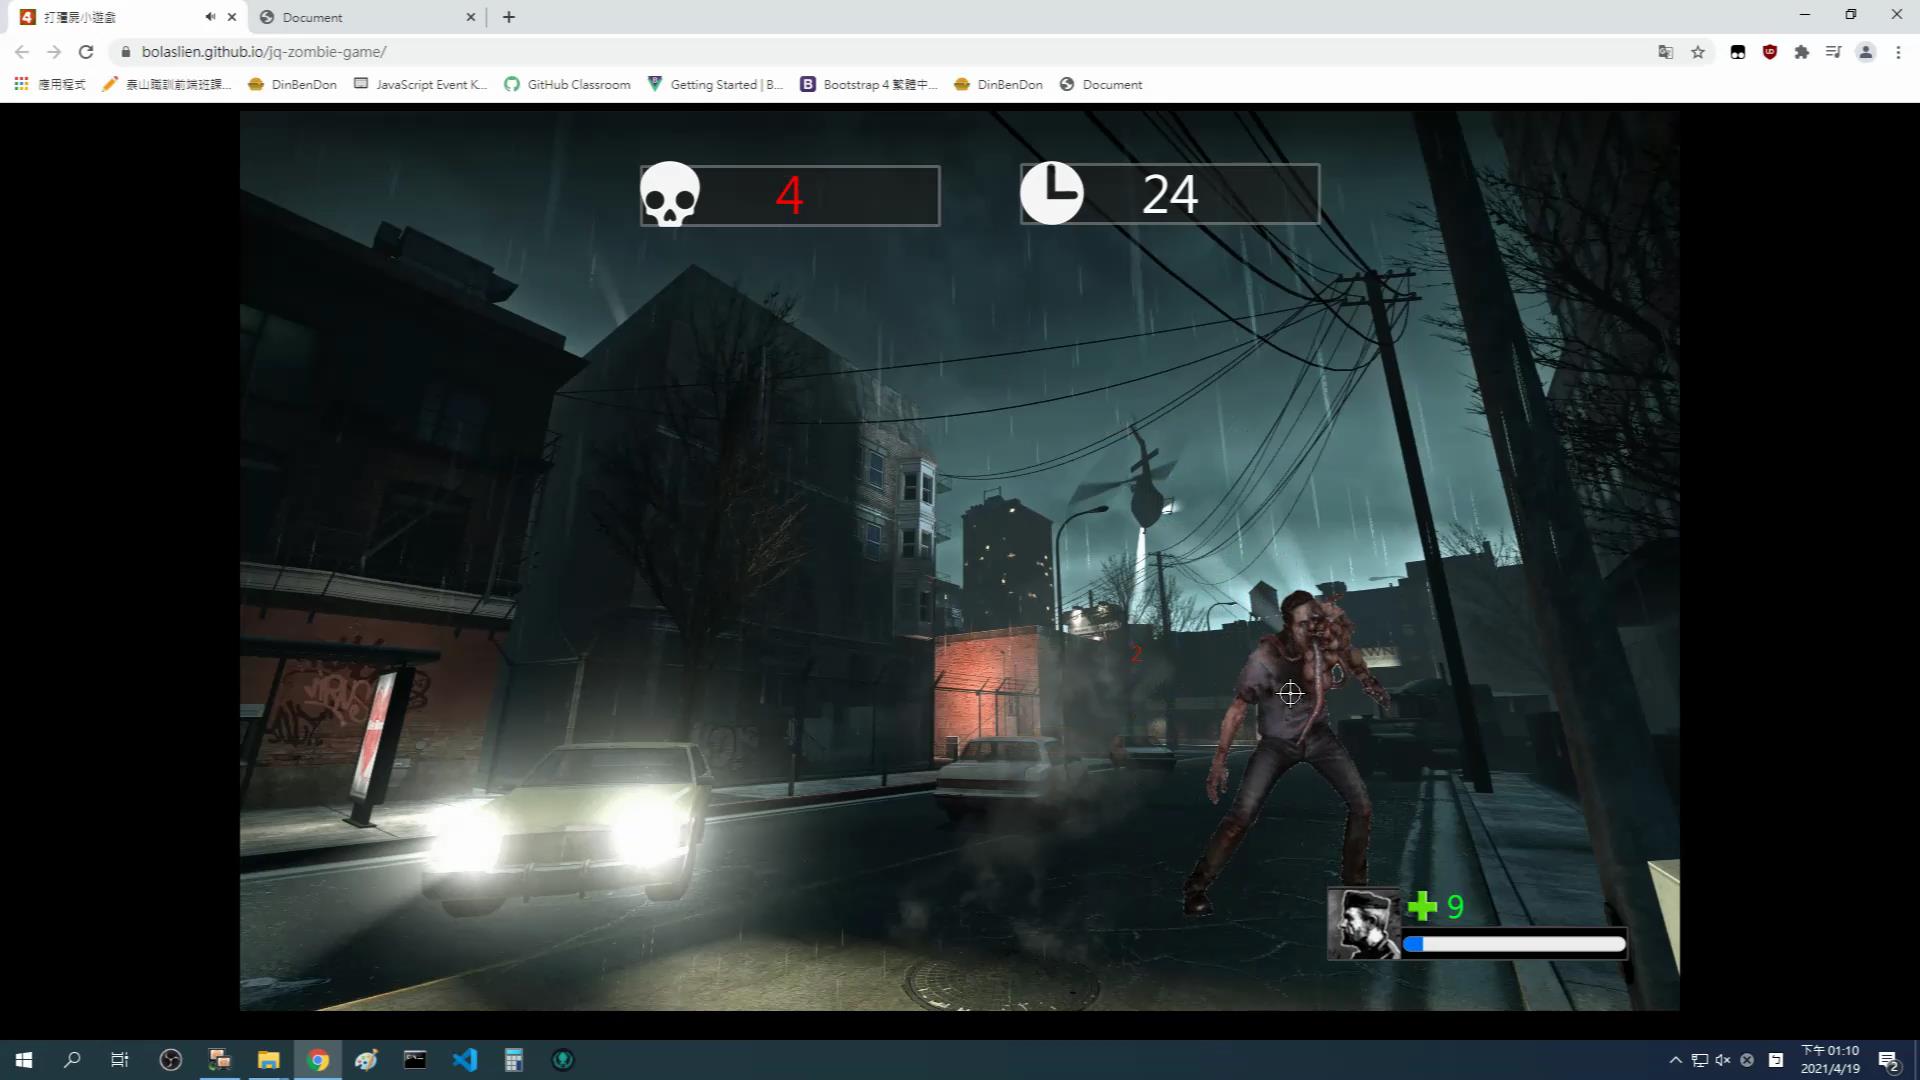 打殭屍小遊戲
Document
bolaslien.github.io/jq-zombie-game/
應用程式
泰山職訓前端班課...
DinBenDon
JavaScript Event K...
GitHub Classroom
Getting Started | B...
Bootstrap 4 繁體中...
DinBenDon
Document
4
24
2
9
下午 01:10
2021/4/19
2